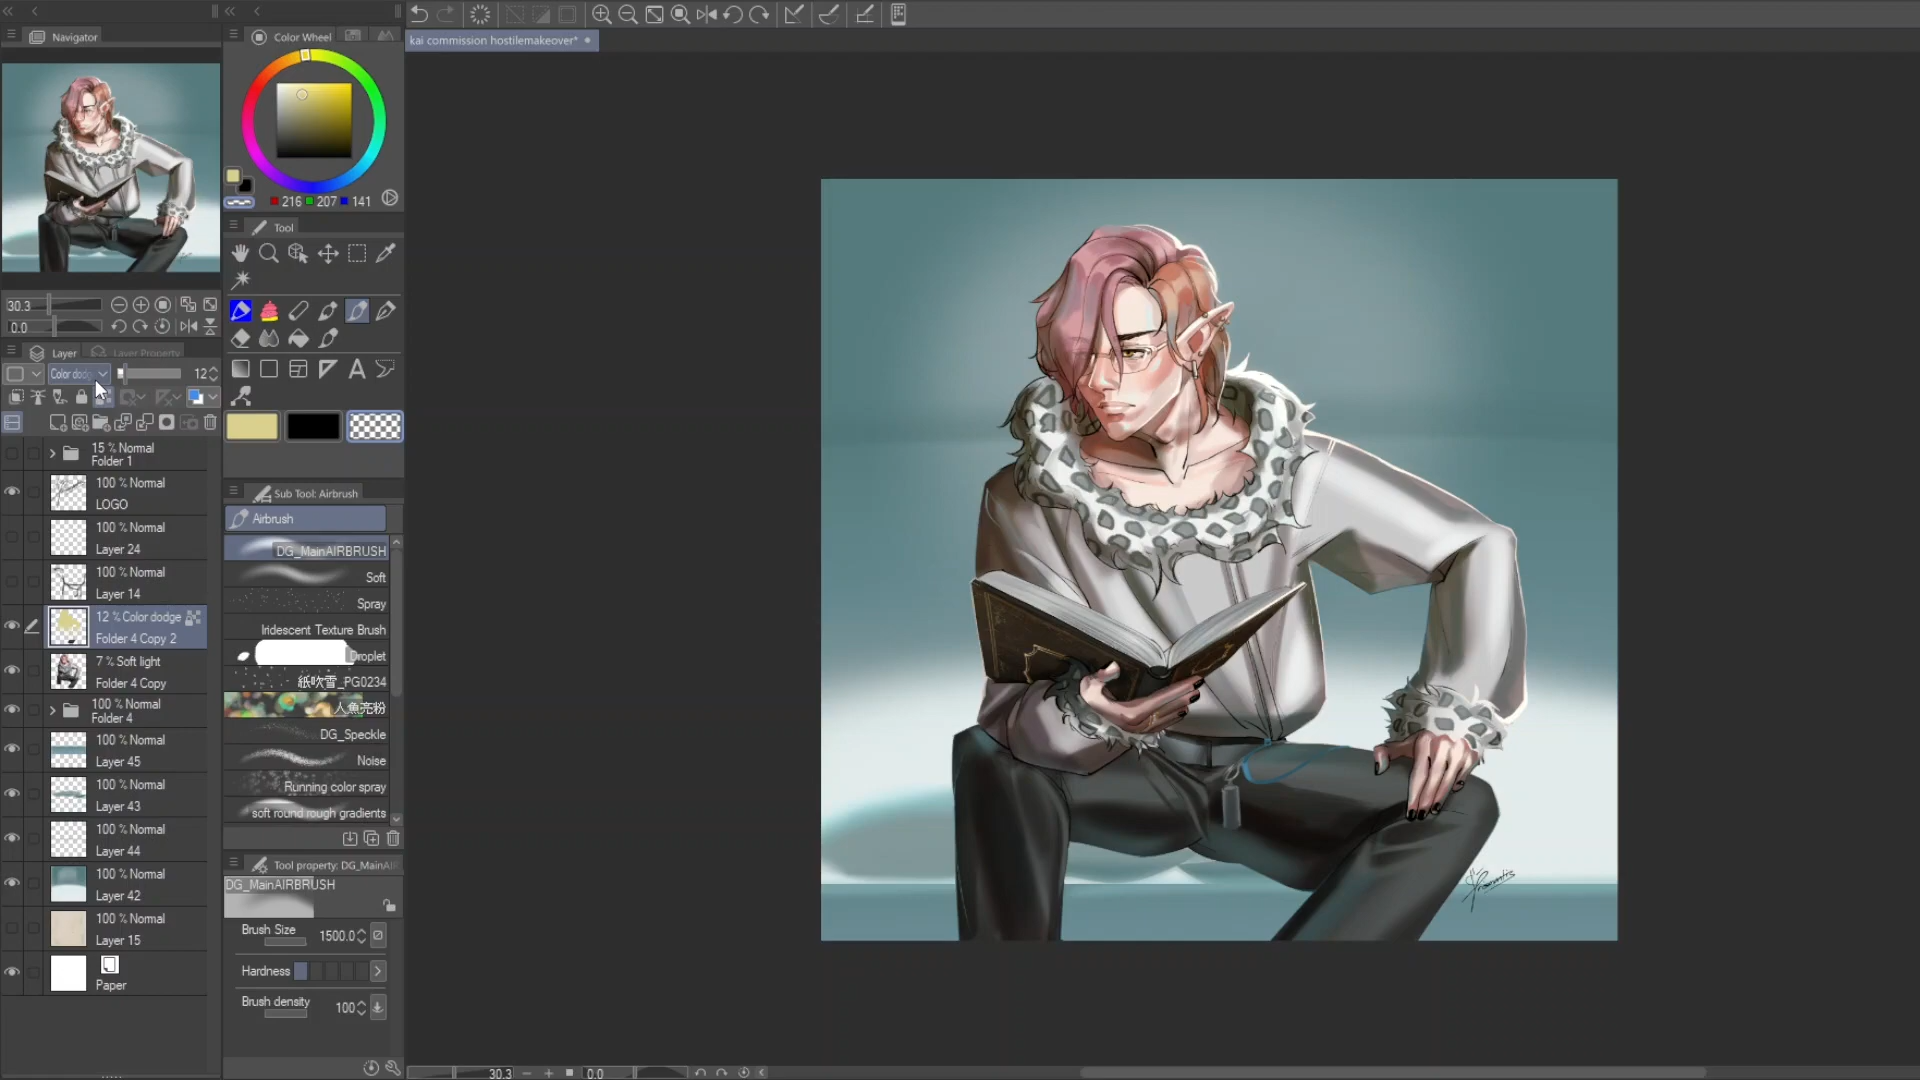 Navigator
Color Wheel
kai commission hostilemakeover*
216 207 141
Tool
30.3
0.0
Layer
Layer Property
Color dodg
12
15 % Normal
Folder 1
100 % Normal
LOGO
100 % Normal
Layer 24
100 % Normal
Layer 14
12 % Color dodge
Folder 4 Copy 2
7 % Soft light
Folder 4 Copy
100 % Normal
Folder 4
100 % Normal
Layer 45
100 % Normal
Layer 43
100 % Normal
Layer 44
100 % Normal
Layer 42
100 % Normal
Layer 15
Paper
Sub Tool: Airbrush
Airbrush
DG_MainAIRBRUSH
Soft
Spray
Iridescent Texture Brush
Droplet
紙吹雪_PG0234
人魚亮粉
DG_Speckle
Noise
Running color spray
soft round rough gradients
Tool property: DG_MainAIR
DG_MainAIRBRUSH
Brush Size 1500.0
Hardness
Brush density 100
30.3
0.0